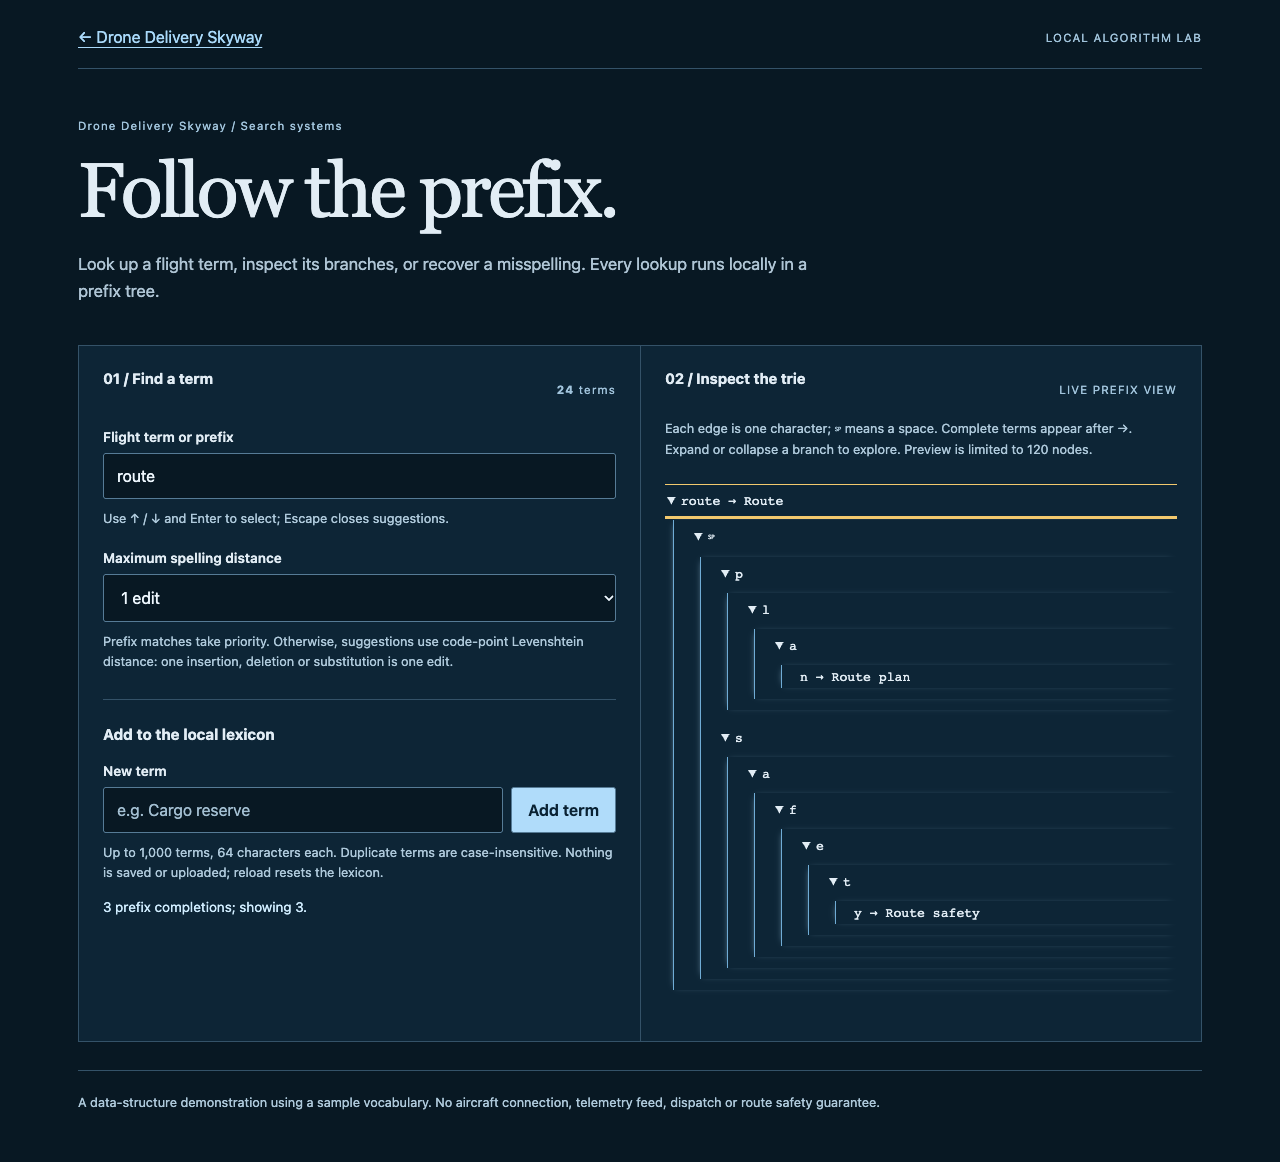 ← Drone Delivery Skyway
LOCAL ALGORITHM LAB
Drone Delivery Skyway / Search systems
Follow the prefix.
Look up a flight term, inspect its branches, or recover a misspelling. Every lookup runs locally in a
prefix tree.
01 / Find a term
24 terms
Flight term or prefix
route
Use ↑ / ↓ and Enter to select; Escape closes suggestions.
Maximum spelling distance
1 edit
Prefix matches take priority. Otherwise, suggestions use code-point Levenshtein
distance: one insertion, deletion or substitution is one edit.
Add to the local lexicon
New term
e.g. Cargo reserve
Add term
Up to 1,000 terms, 64 characters each. Duplicate terms are case-insensitive. Nothing
is saved or uploaded; reload resets the lexicon.
3 prefix completions; showing 3.
02 / Inspect the trie
LIVE PREFIX VIEW
Each edge is one character; ␠ means a space. Complete terms appear after →.
Expand or collapse a branch to explore. Preview is limited to 120 nodes.
▼ route → Route
▼ ␠
▼ p
▼ l
▼ a
n → Route plan
▼ s
▼ a
▼ f
▼ e
▼ t
y → Route safety
A data-structure demonstration using a sample vocabulary. No aircraft connection, telemetry feed, dispatch or route safety guarantee.